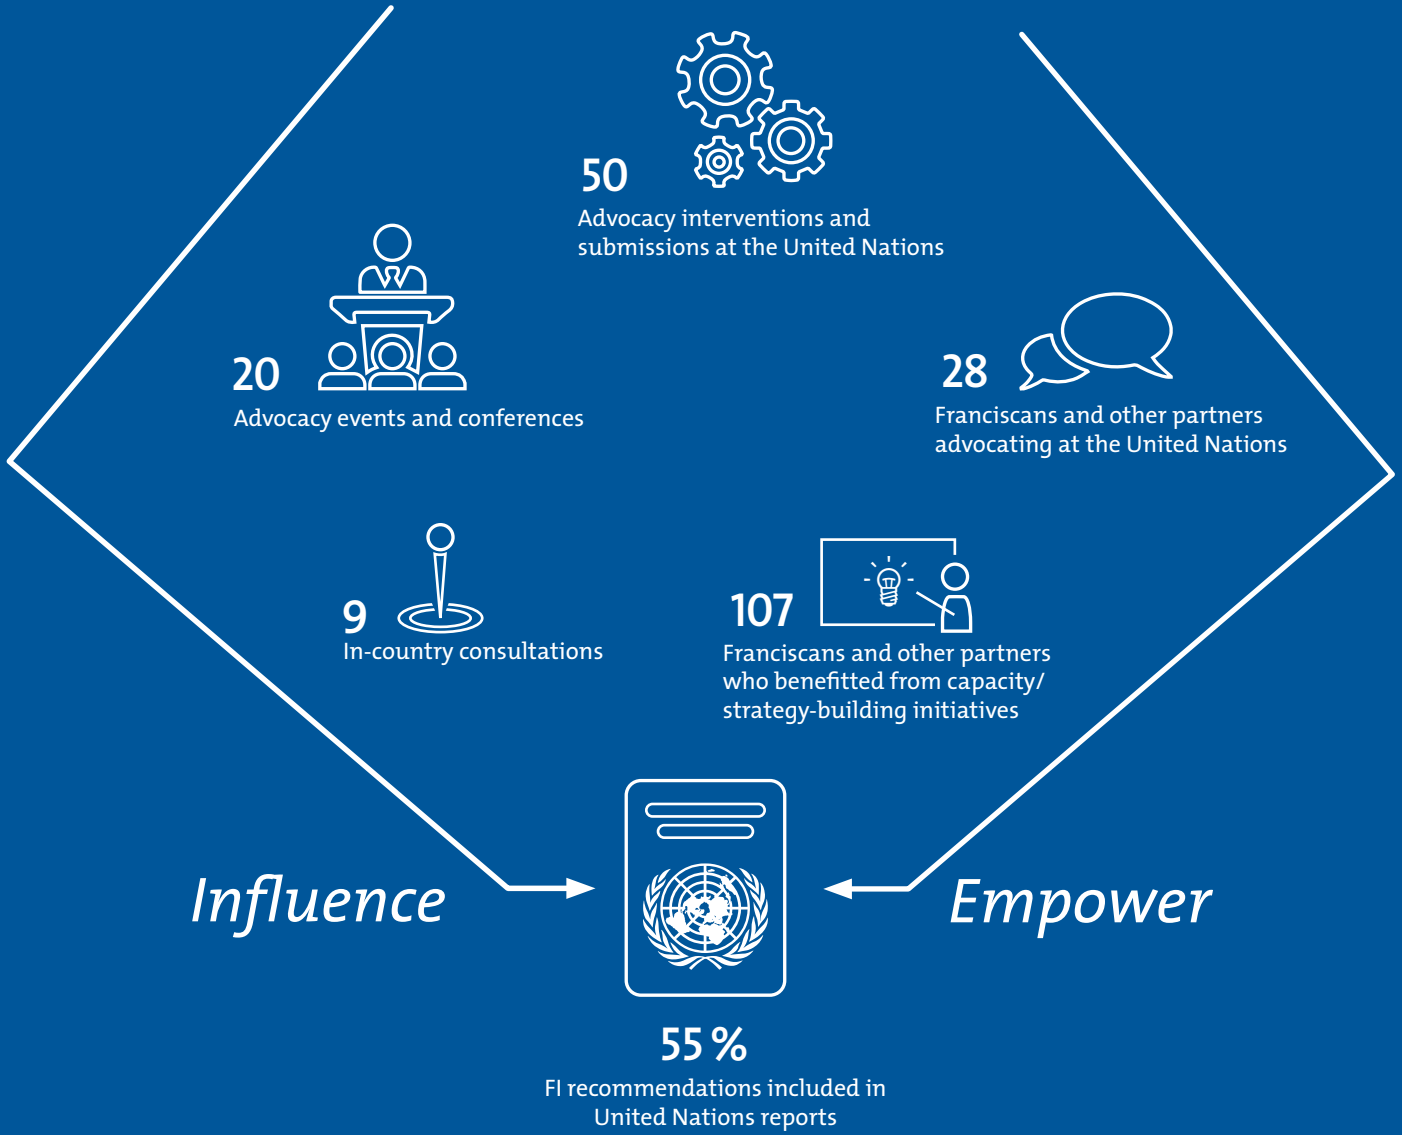 50
Advocacy interventions and
submissions at the United Nations
20
Advocacy events and conferences
28
Franciscans and other partners
advocating at the United Nations
9
In-country consultations
107
Franciscans and other partners
who benefitted from capacity/
strategy-building initiatives
Influence
Empower
55 %
FI recommendations included in
United Nations reports